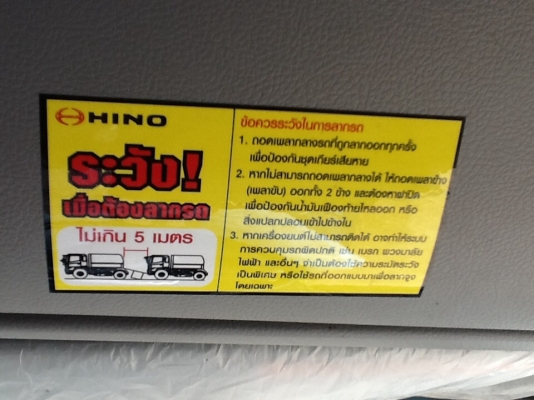 HINO
ระวัง!
เมื่อต้องลากรถ
ไม่เกิน 5 เมตร
ข้อควรระวังในการลากรถ
1. ถอดเพลากลางรถที่ถูกลากออกทุกครั้ง
เพื่อป้องกันชุดเกียร์เสียหาย
2. หากไม่สามารถถอดเพลากลางได้ ให้ถอดเพลาข้าง
(เพลาขับ) ออกทั้ง 2 ข้าง และต้องหาฝาปิด
เพื่อป้องกันน้ำมันเฟืองท้ายไหลออก หรือ
สิ่งแปลกปลอมเข้าไปข้างใน
3. หากเครื่องยนต์ไม่สามารถติดได้ อาจทำให้ระบบ
การควบคุมรถผิดปกติ เช่น เบรก พวงมาลัย
ไฟฟ้า และอื่นๆ จำเป็นต้องใช้ความระมัดระวัง
เป็นพิเศษ หรือใช้รถที่ออกแบบมาเพื่อลากจูง
โดยเฉพาะ